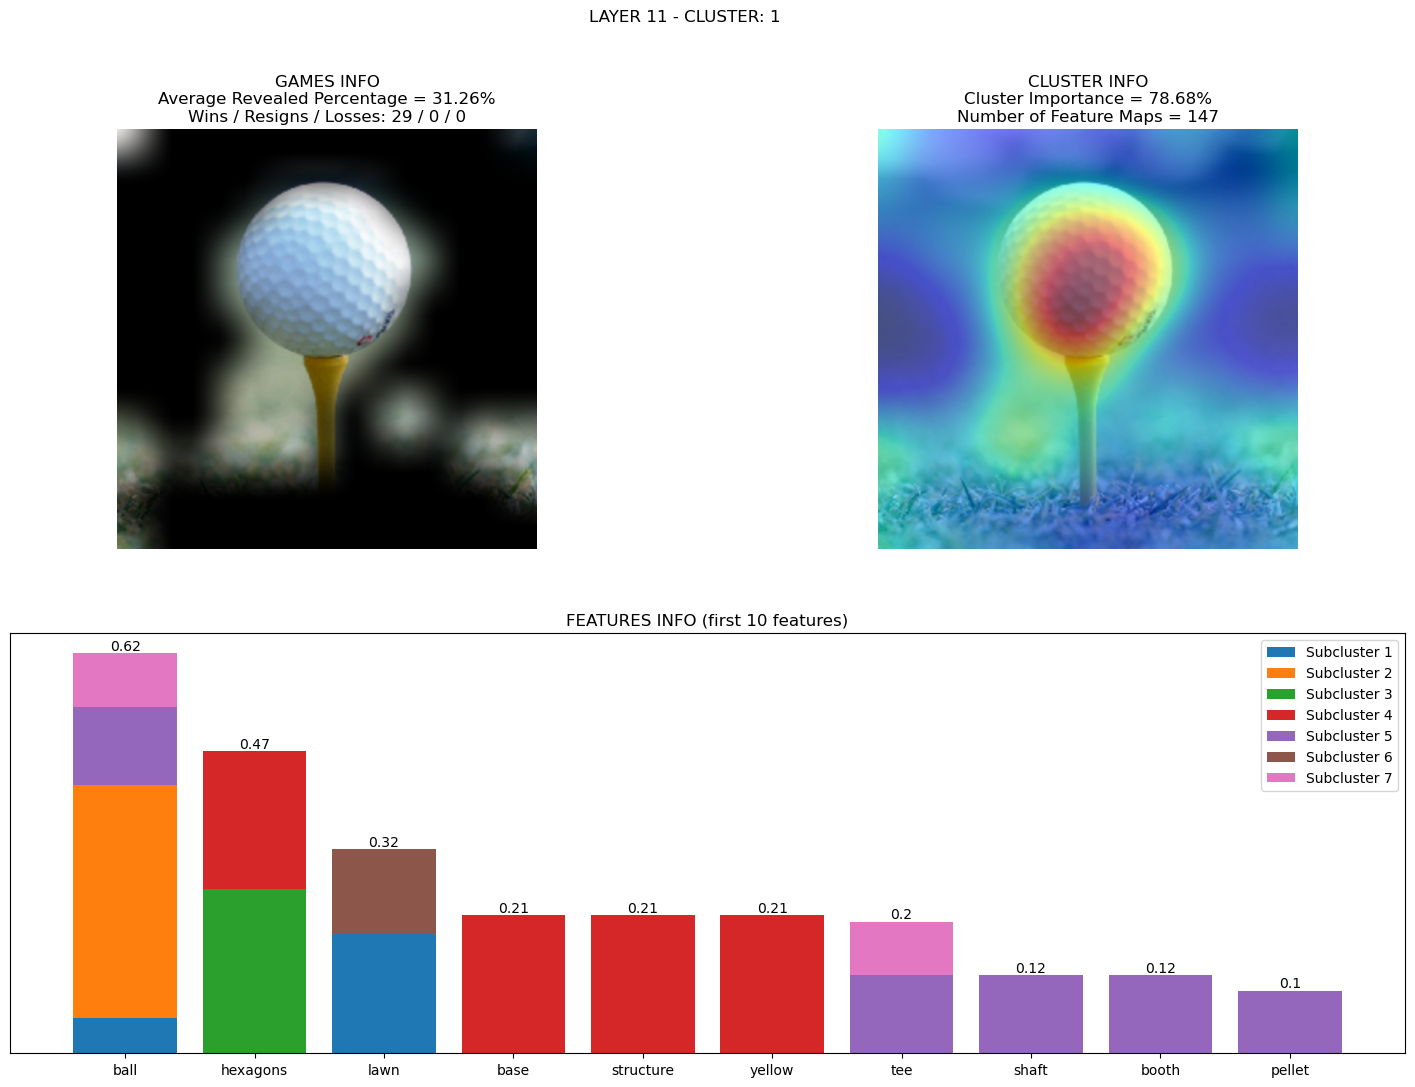 LAYER 11 - CLUSTER: 1
GAMES INFO
Average Revealed Percentage = 31.26%
Wins / Resigns / Losses: 29 / 0 / 0
CLUSTER INFO
Cluster Importance = 78.68%
Number of Feature Maps = 147
FEATURES INFO (first 10 features)
0.62
0.47
0.32
0.21
0.21
0.21
0.2
0.12
0.12
0.1
Subcluster 1
Subcluster 2
Subcluster 3
Subcluster 4
Subcluster 5
Subcluster 6
Subcluster 7
ball
hexagons
lawn
base
structure
yellow
tee
shaft
booth
pellet